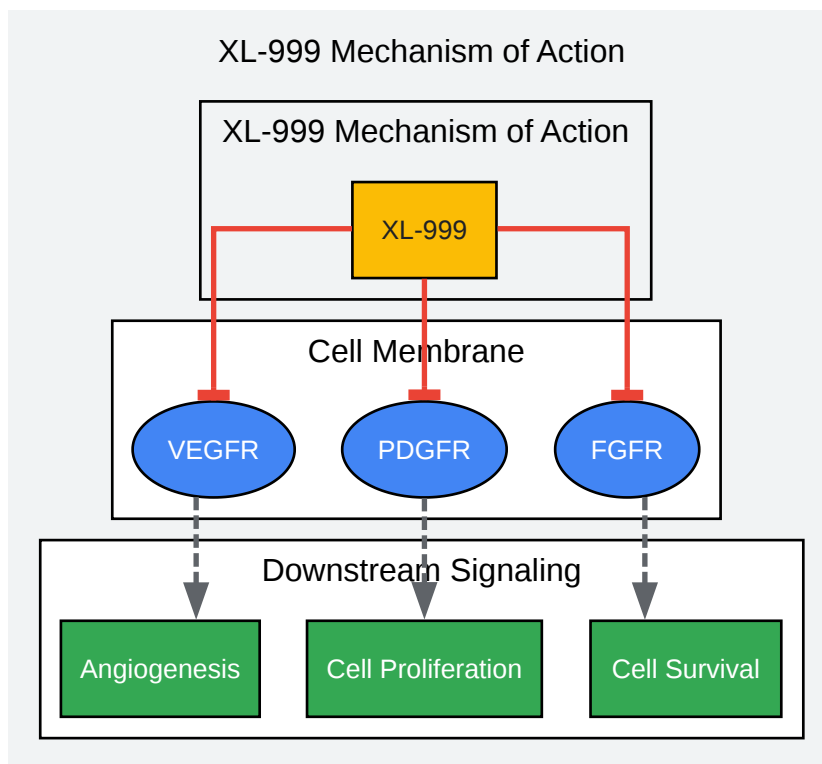 XL-999 Mechanism of Action
XL-999 Mechanism of Action
XL-999
Cell Membrane
VEGFR
PDGFR
FGFR
Downstream Signaling
Angiogenesis
Cell Proliferation
Cell Survival